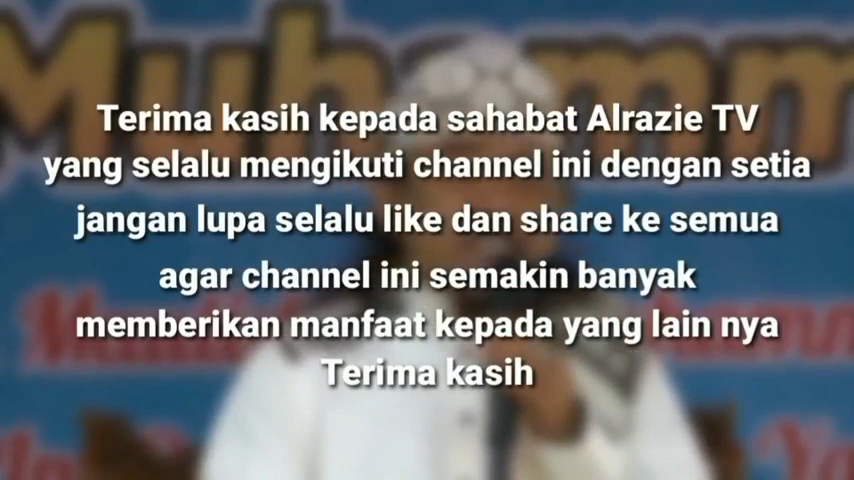 Terima kasih kepada sahabat Alrazie TV
yang selalu mengikuti channel ini dengan setia
jangan lupa selalu like dan share ke semua
agar channel ini semakin banyak
memberikan manfaat kepada yang lain nya
Terima kasih